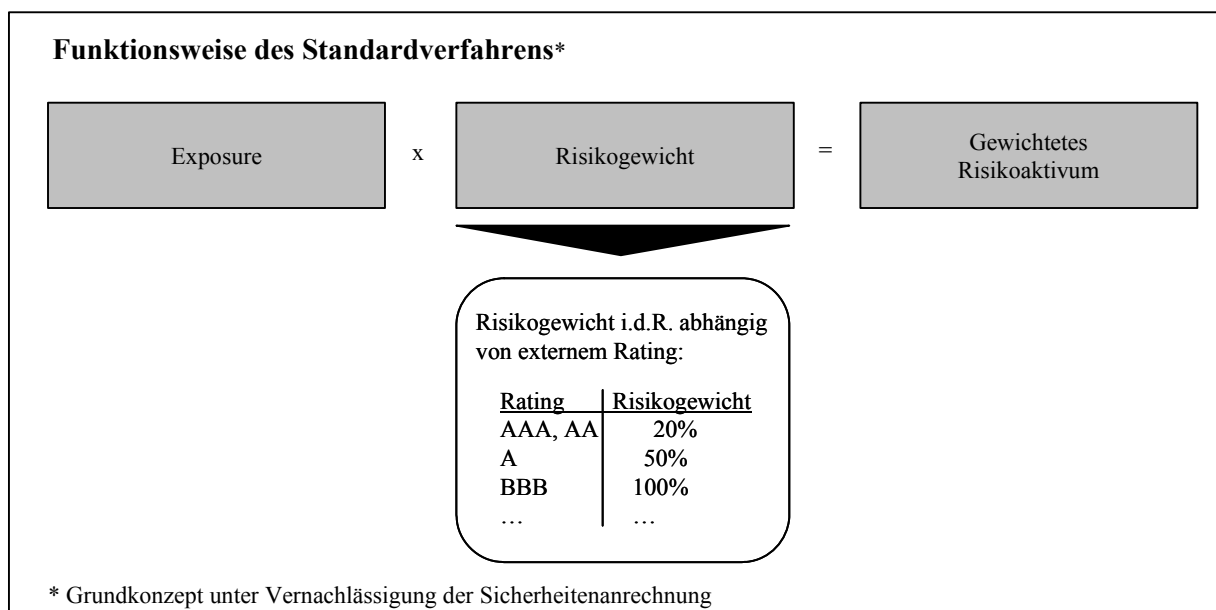 Funktionsweise des Standardverfahrens*
Exposure x Risikogewicht = Gewichtetes
Risikoaktivum
Risikogewicht i.d.R. abhängig
von externem Rating:
Rating Risikogewicht
AAA, AA 20%
A 50%
BBB 100%
… …
* Grundkonzept unter Vernachlässigung der Sicherheitenanrechnung